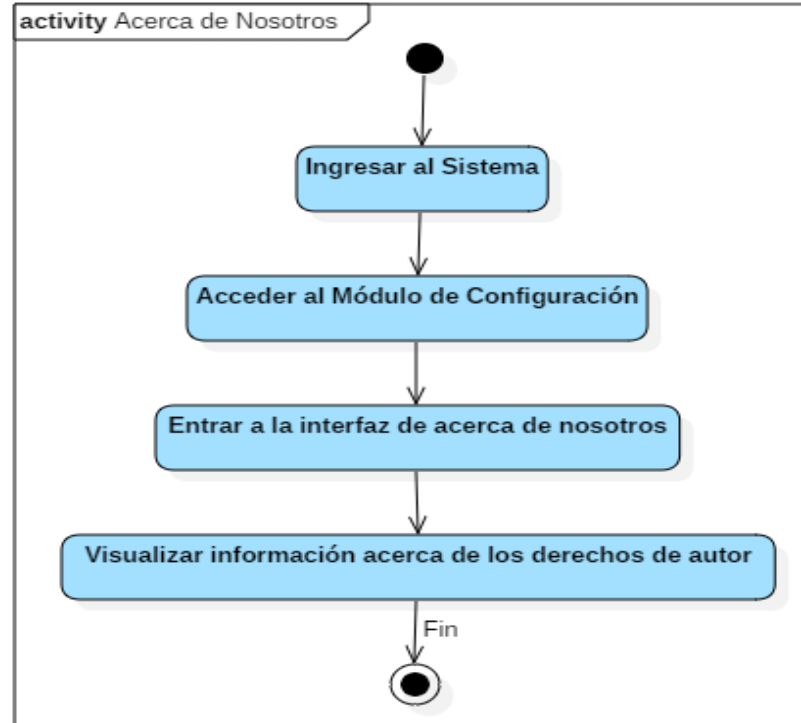 activity Acerca de Nosotros
Ingresar al Sistema
Acceder al Módulo de Configuración
Entrar a la interfaz de acerca de nosotros
Visualizar información acerca de los derechos de autor
Fin